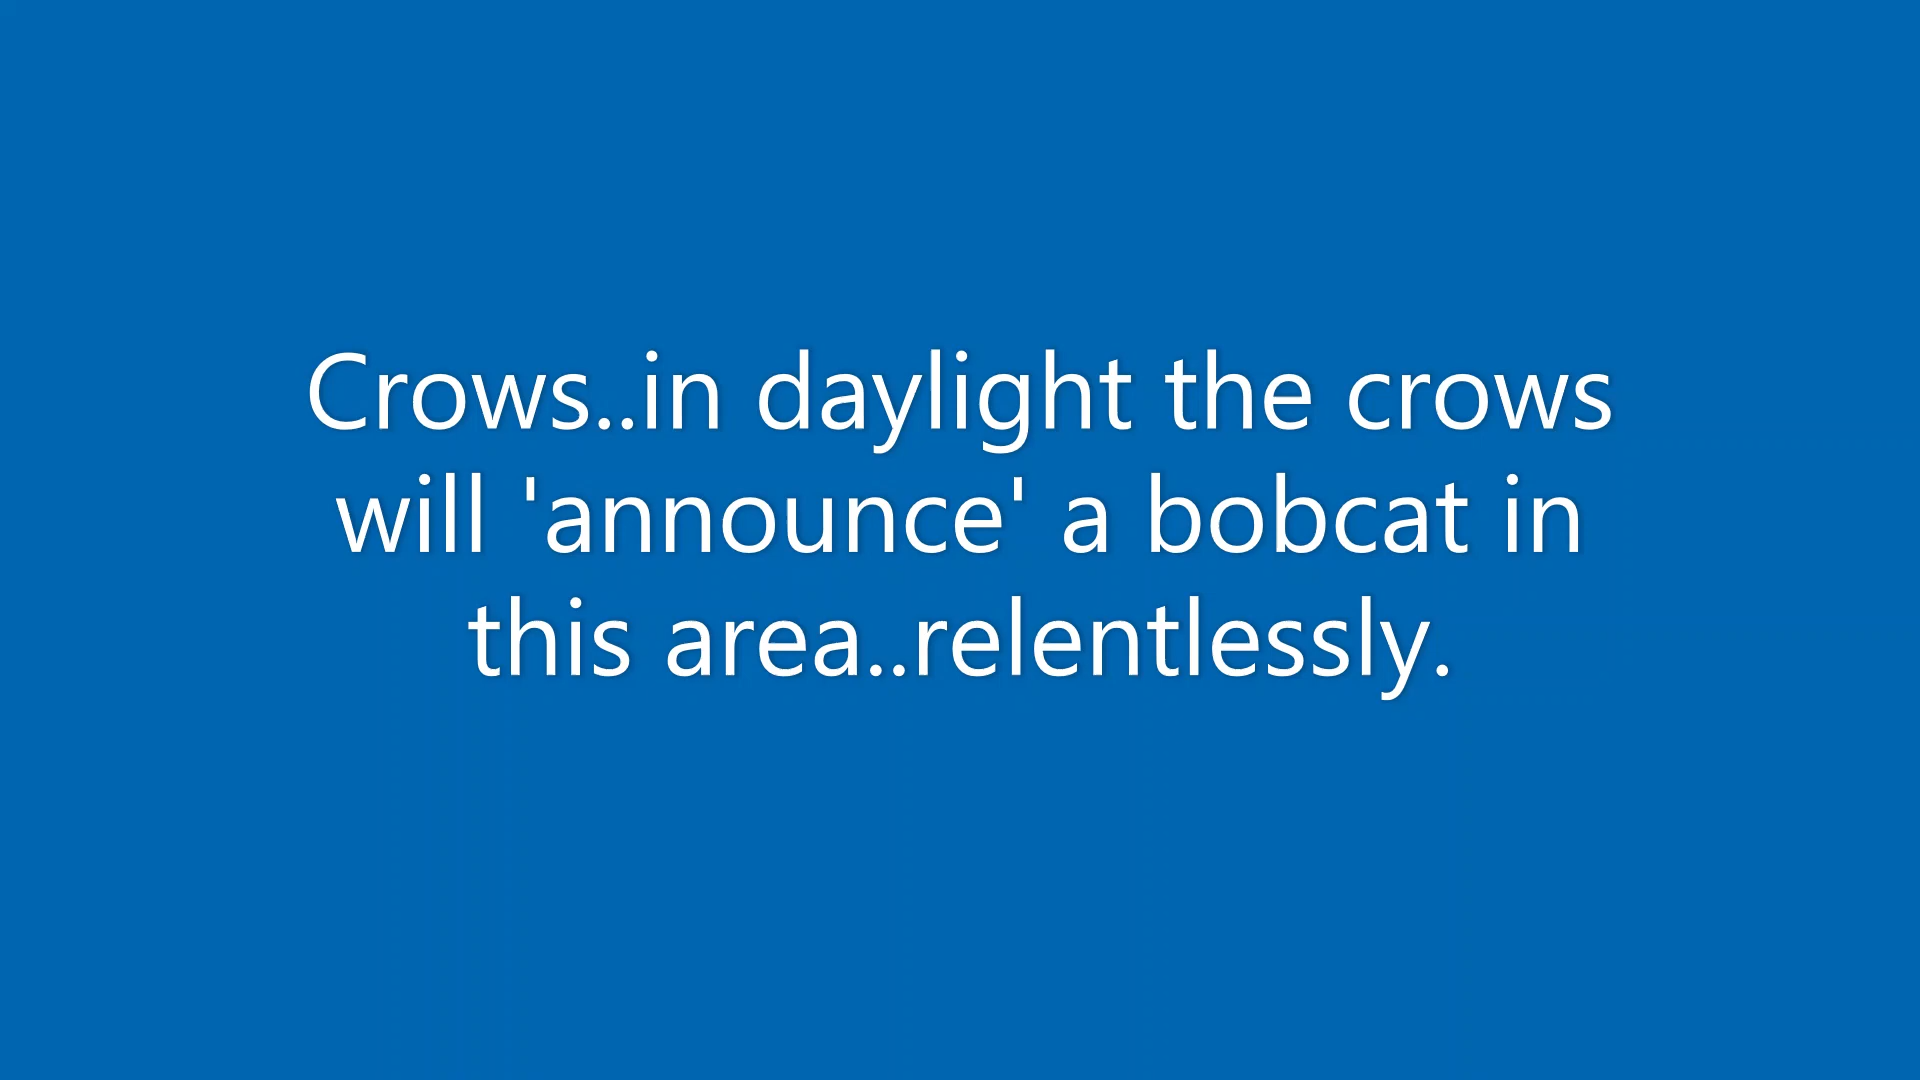 Crows..in daylight the crows
will 'announce' a bobcat in
this area..relentlessly.